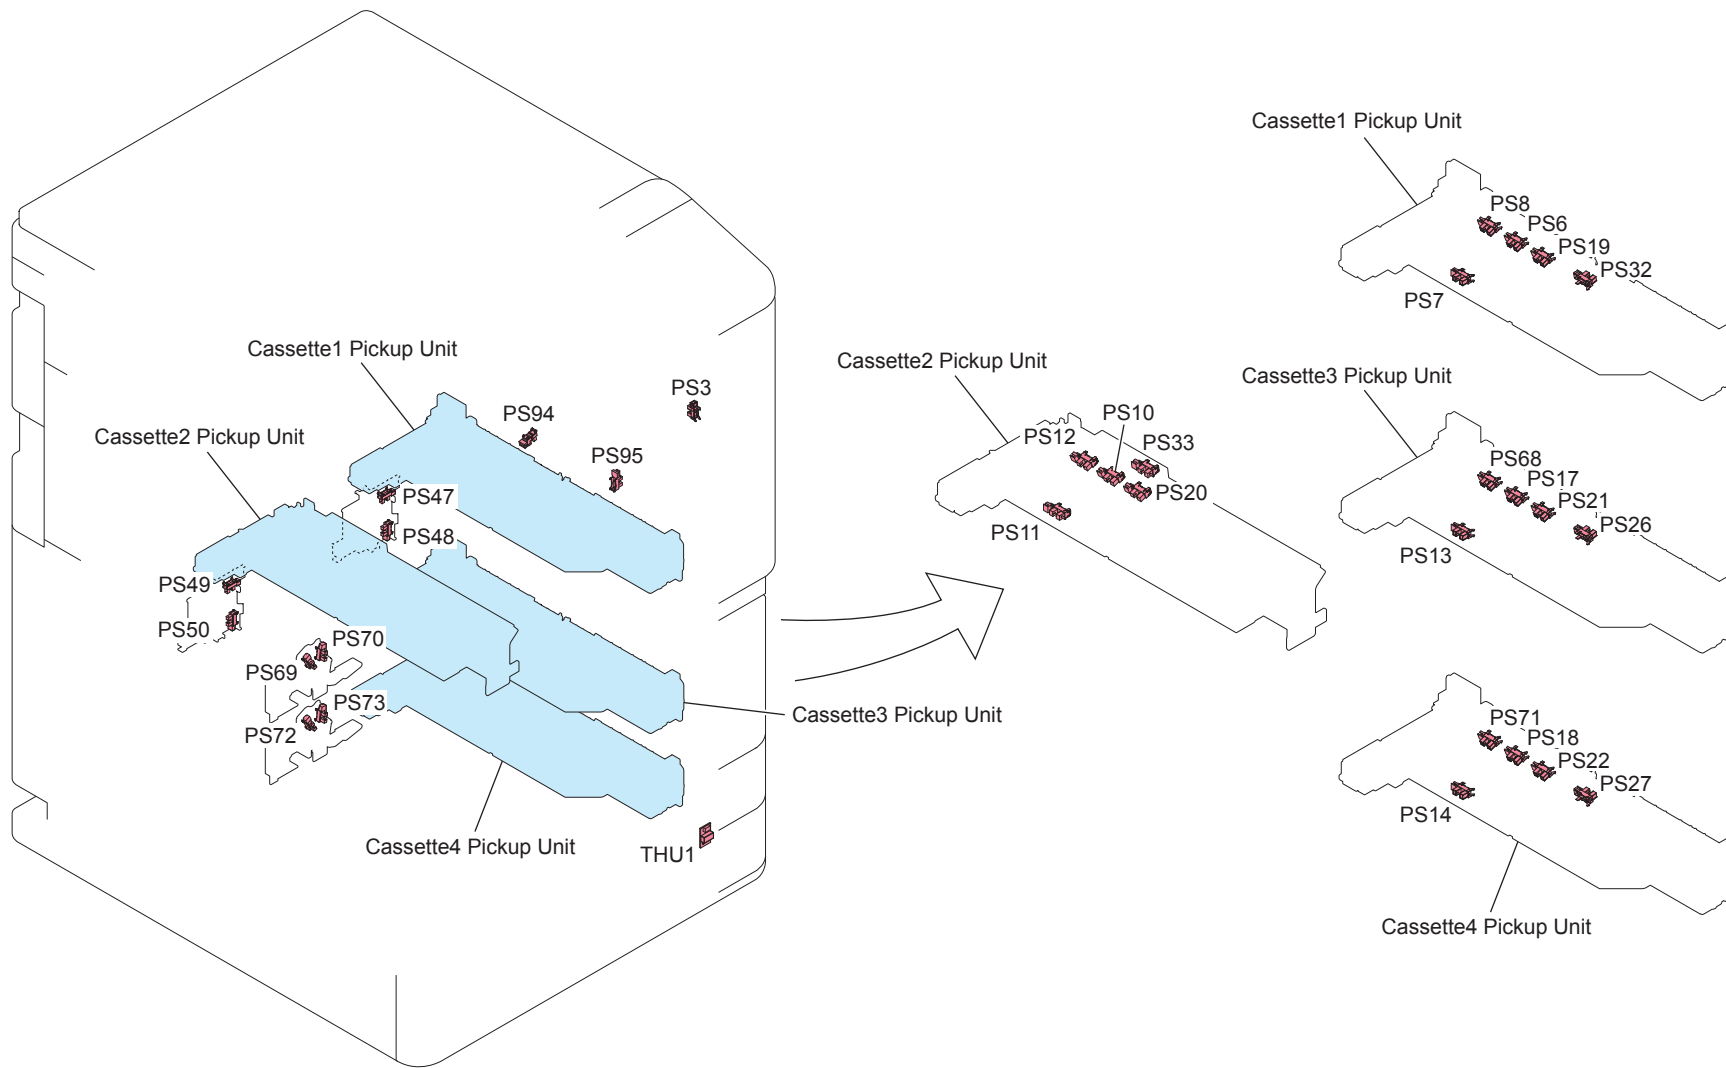 Cassette1 Pickup Unit
PS8
PS6
PS19
PS32
PS7
Cassette1 Pickup Unit
PS3
PS94
PS95
Cassette2 Pickup Unit
PS47
PS48
PS49
PS50
PS70
PS69
PS73
PS72
Cassette3 Pickup Unit
Cassette4 Pickup Unit
THU1
Cassette2 Pickup Unit
PS10
PS12
PS33
PS20
PS11
Cassette3 Pickup Unit
PS68
PS17
PS21
PS26
PS13
PS71
PS18
PS22
PS27
PS14
Cassette4 Pickup Unit